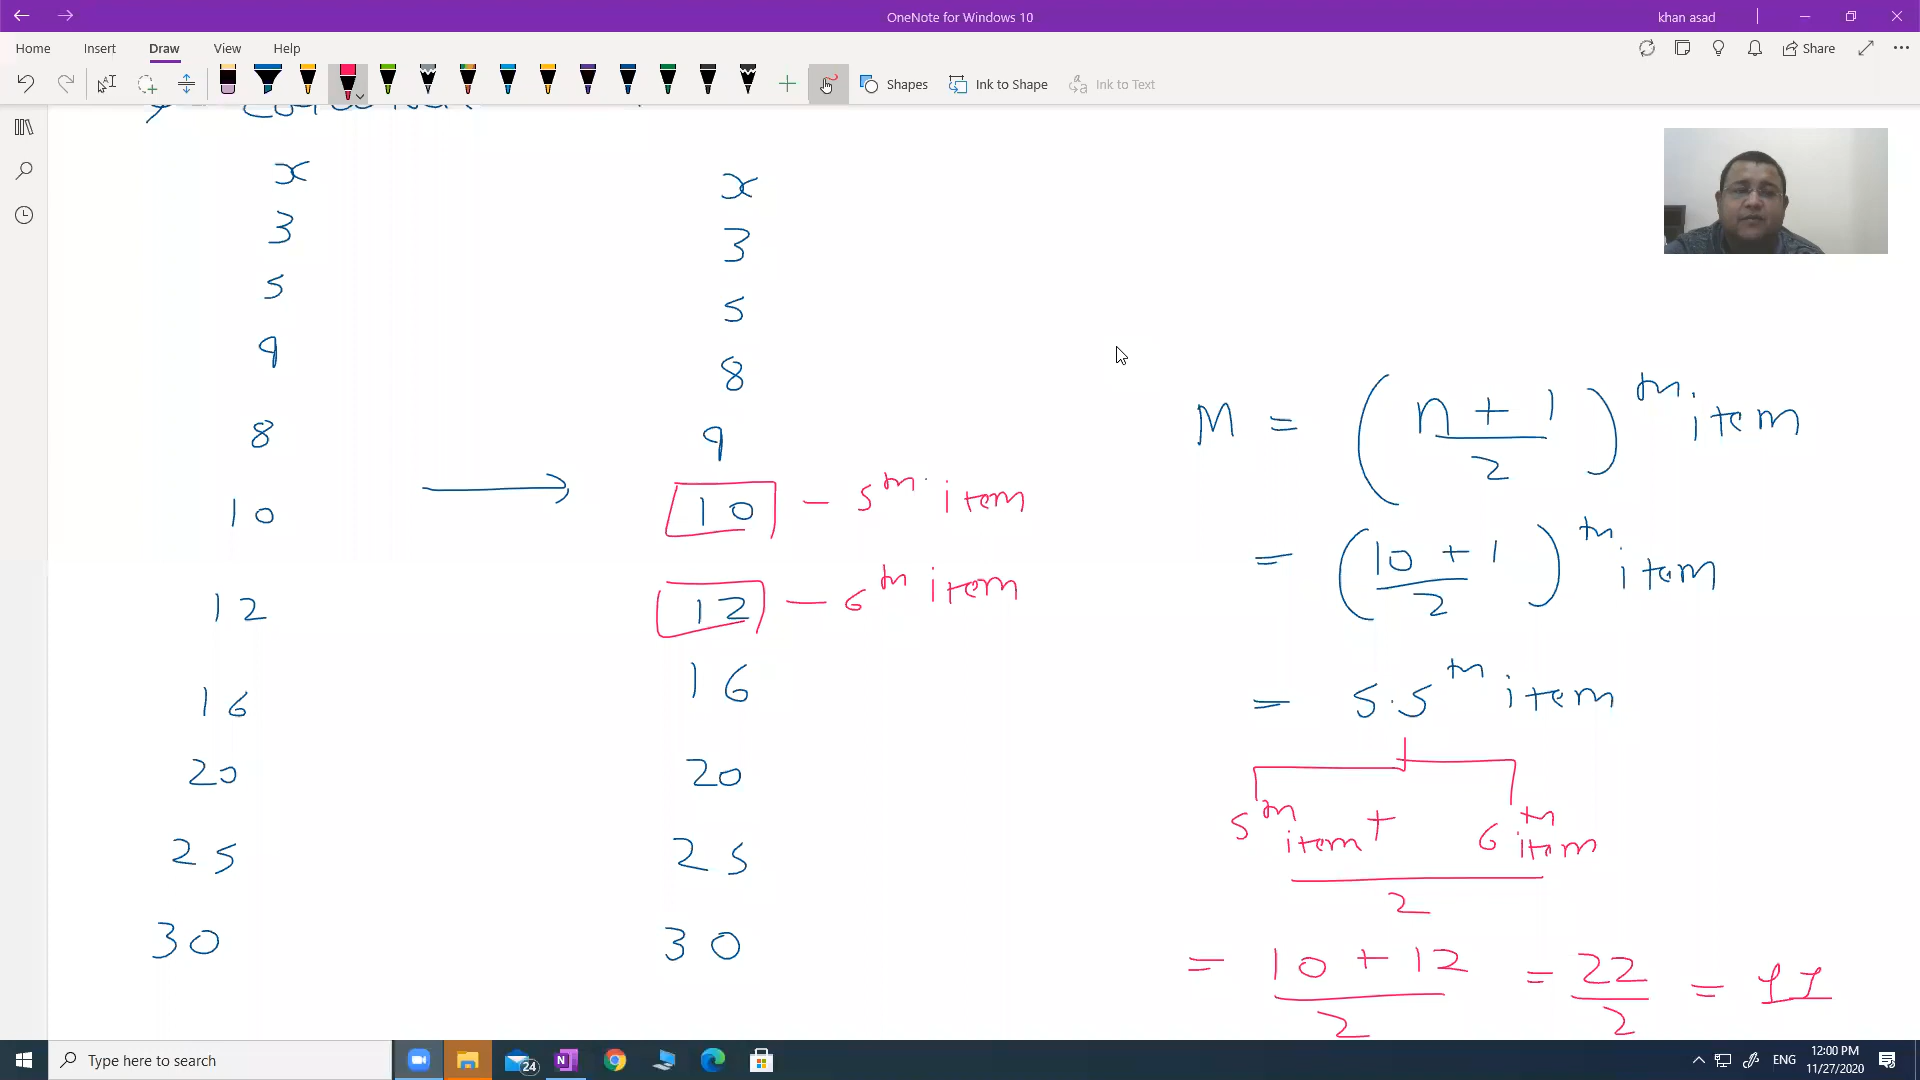 OneNote for Windows 10
khan asad
Home Insert Draw View Help
Share
Shapes Ink to Shape Ink to Text
x
3
5
9
8
10
12
16
20
25
30
x
3
5
8
9
10 – 5th item
12 – 6th item
16
20
25
30
M = (n + 1 / 2)th item
= (10 + 1 / 2)th item
= 5.5th item
5th item + 6th item
2
= 10 + 12 / 2 = 22 / 2 = 11
Type here to search
24
ENG
12:00 PM
11/27/2020